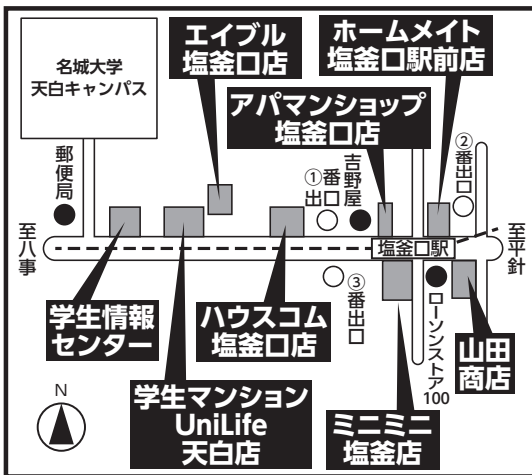 名城大学
天白キャンパス
エイブル
塩釜口店
ホームメイト
塩釜口駅前店
アパマンショップ
塩釜口店
郵便局
①番出口
吉野屋
②番出口
至八事
至平針
塩釜口駅
③番出口
ローソンストア100
学生情報
センター
ハウスコム
塩釜口店
山田
商店
学生マンション
UniLife
天白店
ミニミニ
塩釜店
N